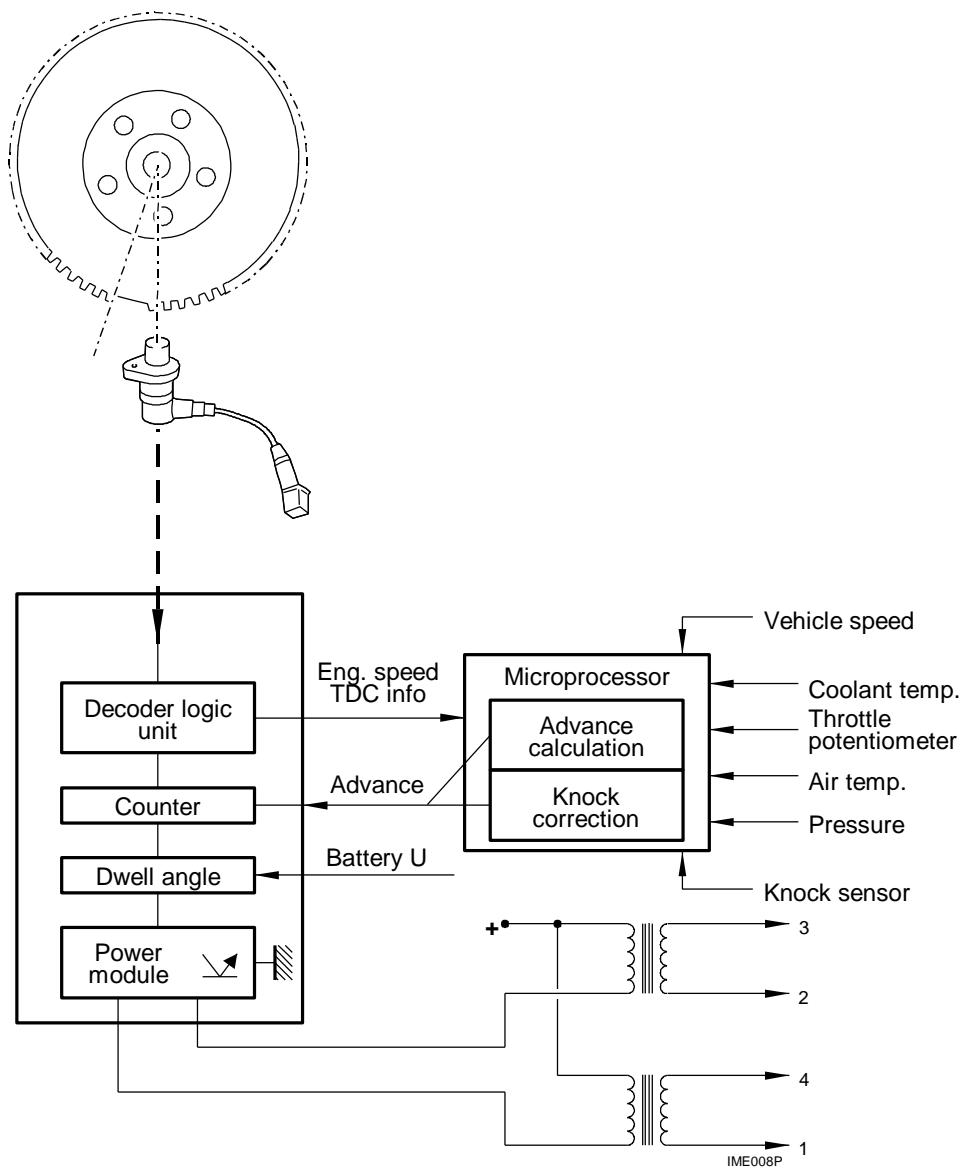 Vehicle speed
Eng. speed
TDC info
Microprocessor
Coolant temp.
Decoder logic
unit
Advance
calculation
Throttle
potentiometer
Air temp.
Advance
Counter
Knock
correction
Pressure
Battery U
Dwell angle
Knock sensor
+
3
Power
module
2
4
1
IME008P